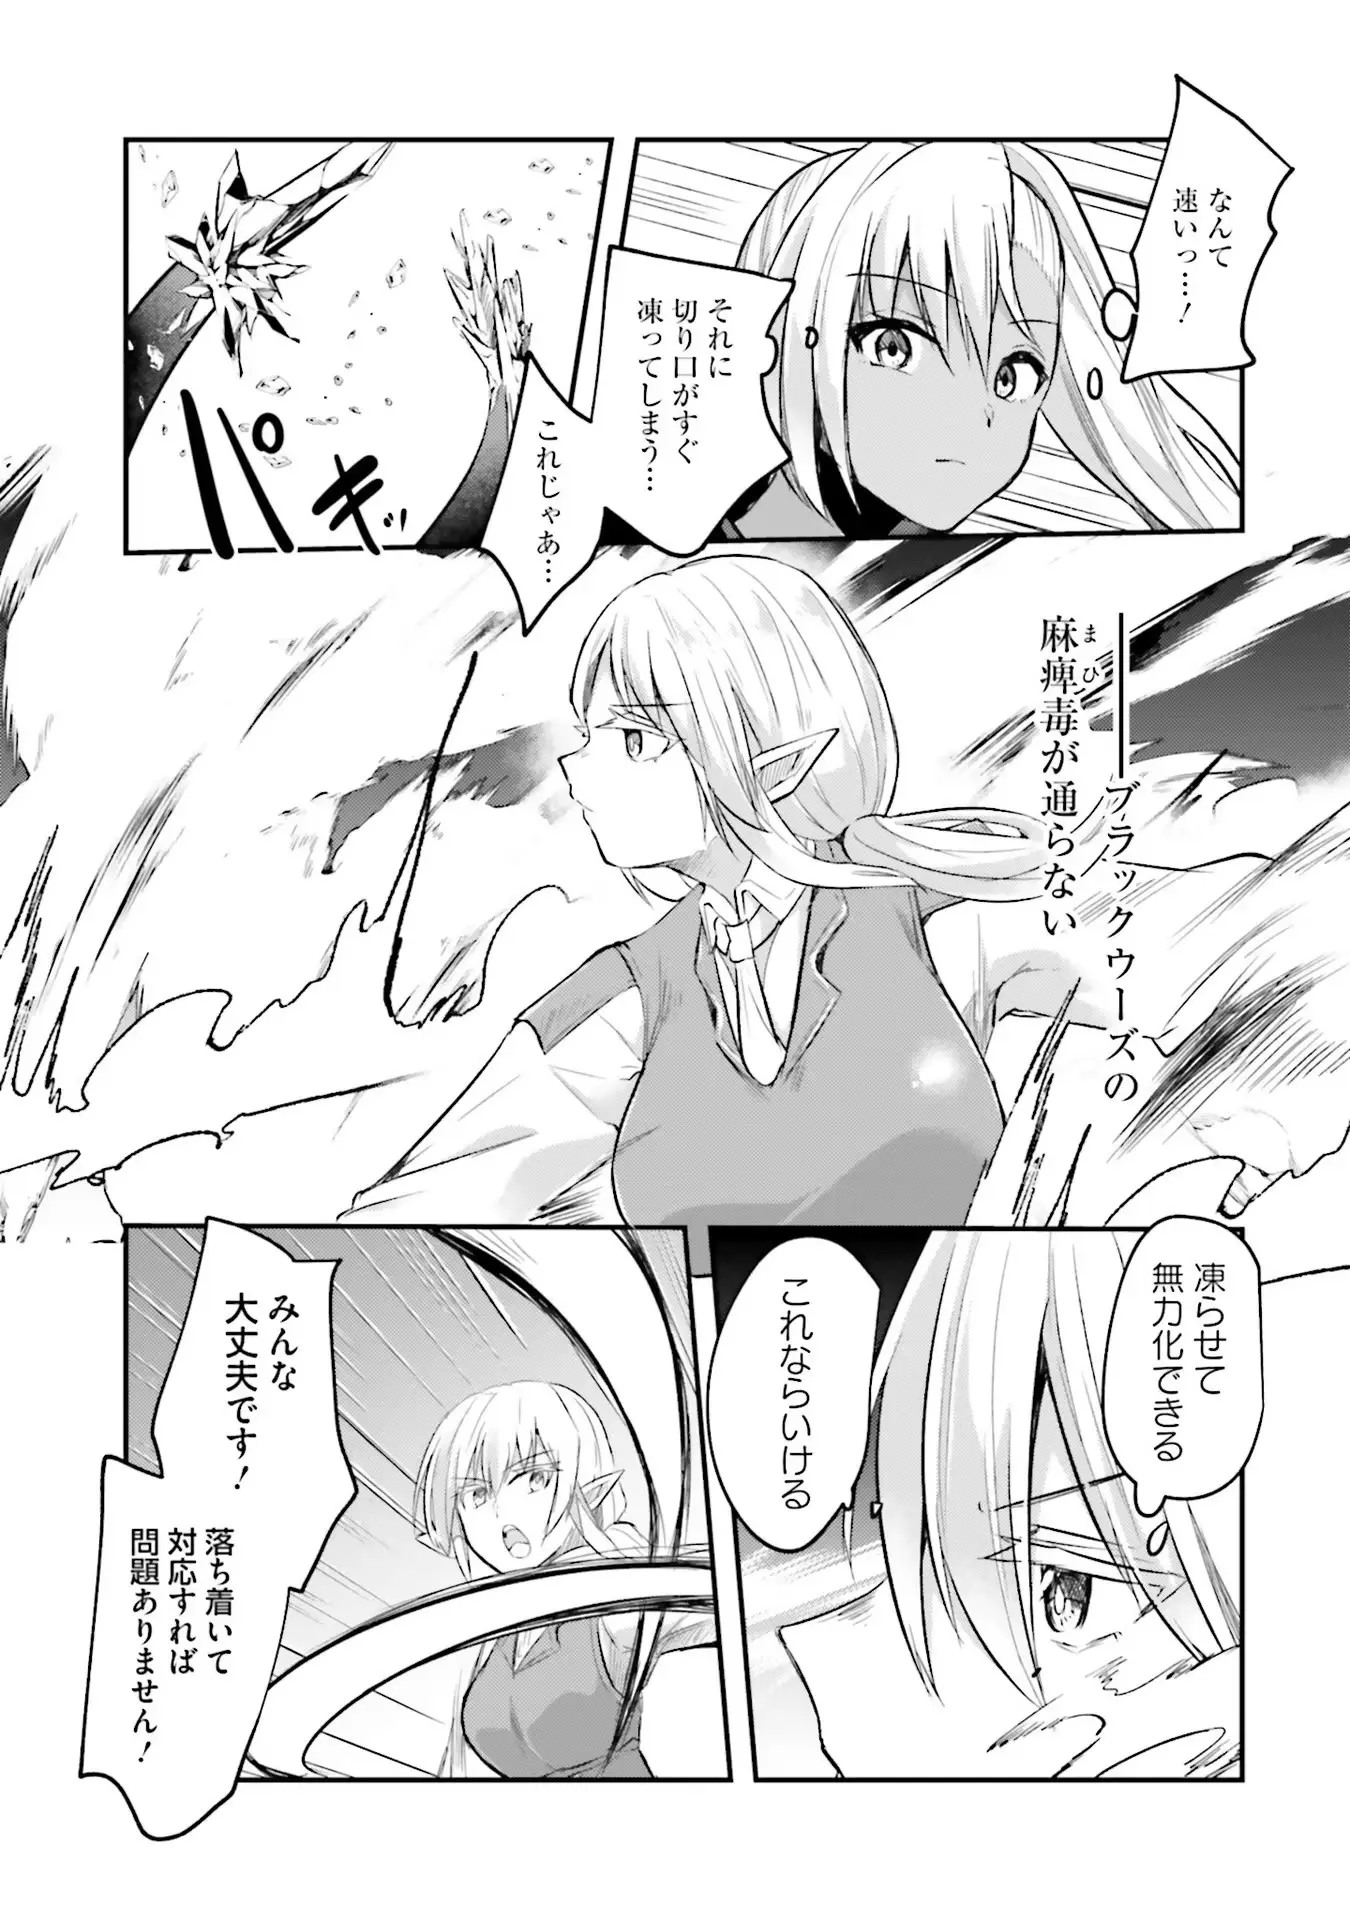 なんて
速いっ…！
それに
切り口がすぐ
凍ってしまう…
これじゃあ…
パキッ
――ブラックウーズの
麻痺毒が通らない
まひ
凍らせて
無力化できる
これならいける
みんな
大丈夫です！
落ち着いて
対応すれば
問題ありません！